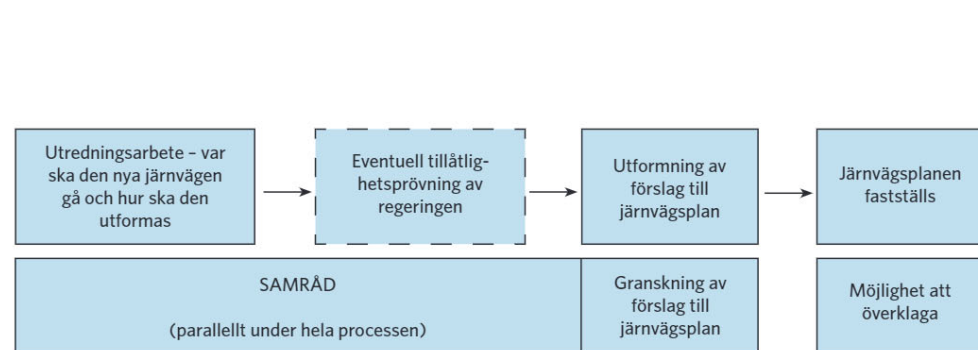 Utredningsarbete – var
ska den nya järnvägen
gå och hur ska den
utformas
Eventuell tillåtlig-
hetsprövning av
regeringen
Utformning av
förslag till
järnvägsplan
Järnvägsplanen
fastställs
SAMRÅD
(parallellt under hela processen)
Granskning av
förslag till
järnvägsplan
Möjlighet att
överklaga